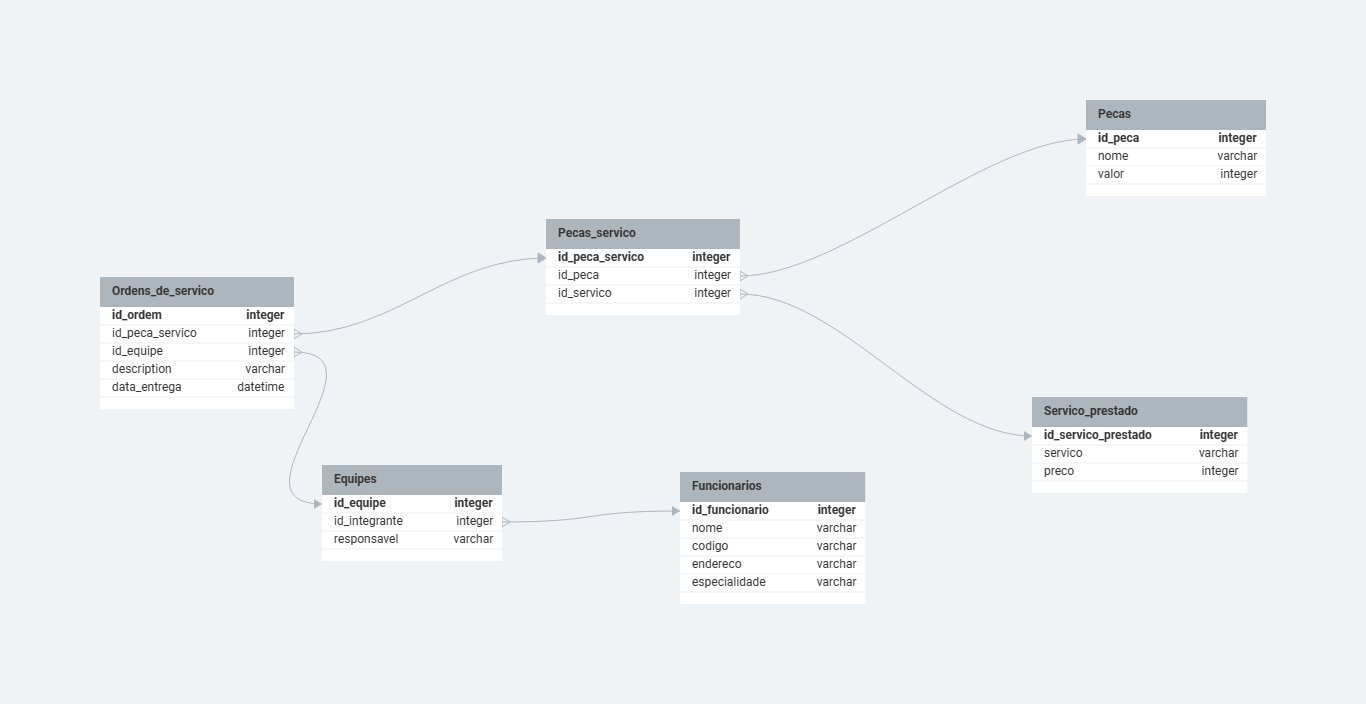 Pecas
id_peca integer
nome varchar
valor integer
Pecas_servico
id_peca_servico integer
id_peca integer
id_servico integer
Ordens_de_servico
id_ordem integer
id_peca_servico integer
id_equipe integer
description varchar
data_entrega datetime
Servico_prestado
id_servico_prestado integer
servico varchar
preco integer
Equipes
id_equipe integer
id_integrante integer
responsavel varchar
Funcionarios
id_funcionario integer
nome varchar
codigo varchar
endereco varchar
especialidade varchar